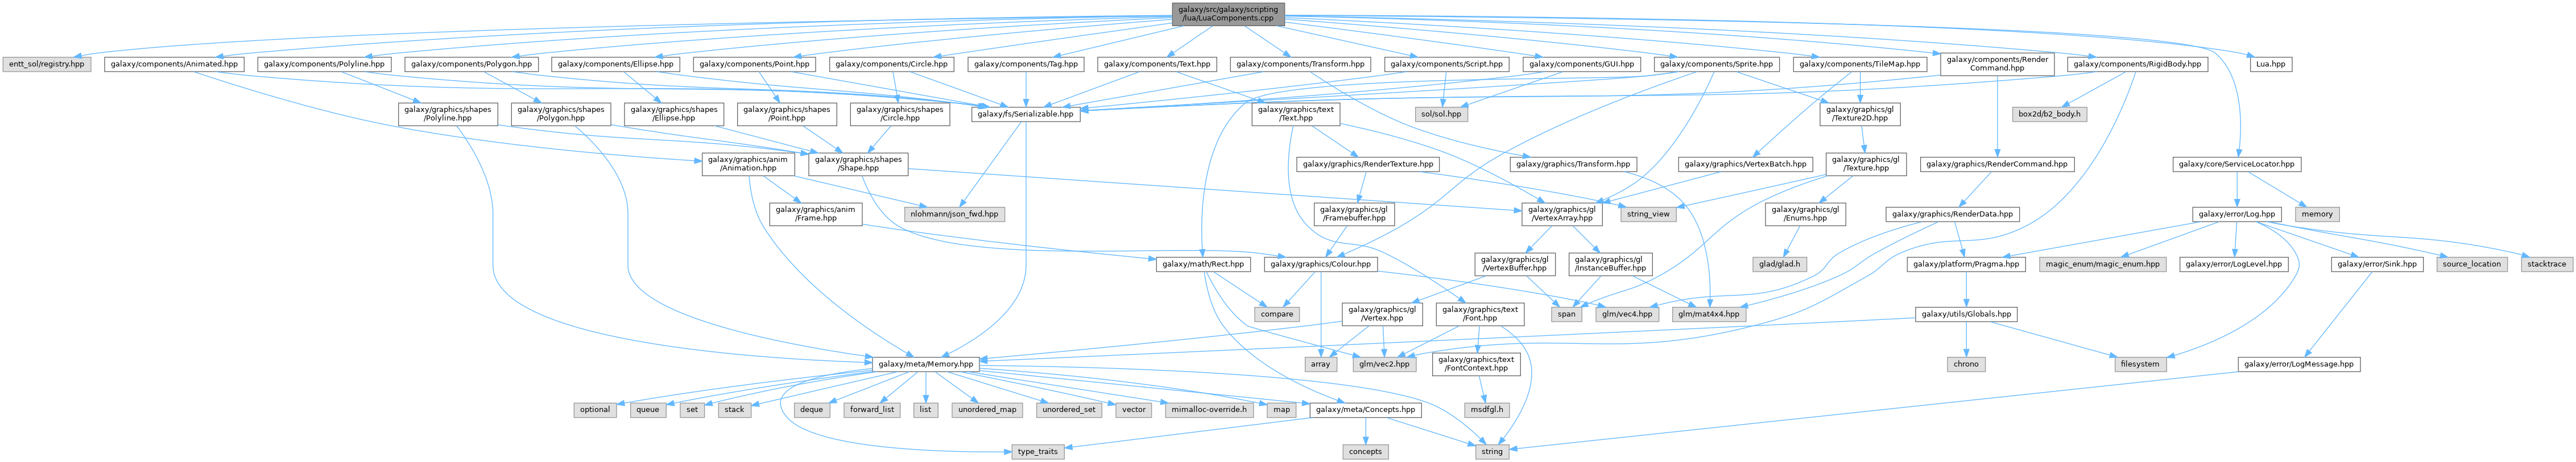 galaxy/src/galaxy/scripting
/lua/LuaComponents.cpp
entt_sol/registry.hpp
galaxy/components/Animated.hpp
galaxy/components/Polyline.hpp
galaxy/components/Polygon.hpp
galaxy/components/Ellipse.hpp
galaxy/components/Point.hpp
galaxy/components/Circle.hpp
galaxy/components/Tag.hpp
galaxy/components/Text.hpp
galaxy/components/Transform.hpp
galaxy/components/Script.hpp
galaxy/components/GUI.hpp
galaxy/components/Sprite.hpp
galaxy/components/TileMap.hpp
galaxy/components/Render
Command.hpp
galaxy/components/RigidBody.hpp
Lua.hpp
galaxy/graphics/shapes
/Polyline.hpp
galaxy/graphics/shapes
/Polygon.hpp
galaxy/graphics/shapes
/Ellipse.hpp
galaxy/graphics/shapes
/Point.hpp
galaxy/graphics/shapes
/Circle.hpp
galaxy/fs/Serializable.hpp
galaxy/graphics/text
/Text.hpp
sol/sol.hpp
galaxy/graphics/gl
/Texture2D.hpp
box2d/b2_body.h
galaxy/graphics/anim
/Animation.hpp
galaxy/graphics/shapes
/Shape.hpp
galaxy/graphics/RenderTexture.hpp
galaxy/graphics/Transform.hpp
galaxy/graphics/VertexBatch.hpp
galaxy/graphics/gl
/Texture.hpp
galaxy/graphics/RenderCommand.hpp
galaxy/core/ServiceLocator.hpp
galaxy/graphics/anim
/Frame.hpp
nlohmann/json_fwd.hpp
galaxy/graphics/gl
/Framebuffer.hpp
galaxy/graphics/gl
/VertexArray.hpp
string_view
galaxy/graphics/gl
/Enums.hpp
galaxy/graphics/RenderData.hpp
galaxy/error/Log.hpp
memory
galaxy/math/Rect.hpp
galaxy/graphics/Colour.hpp
galaxy/graphics/gl
/VertexBuffer.hpp
galaxy/graphics/gl
/InstanceBuffer.hpp
glad/glad.h
galaxy/platform/Pragma.hpp
magic_enum/magic_enum.hpp
galaxy/error/LogLevel.hpp
galaxy/error/Sink.hpp
source_location
stacktrace
compare
galaxy/graphics/gl
/Vertex.hpp
galaxy/graphics/text
/Font.hpp
span
glm/vec4.hpp
glm/mat4x4.hpp
galaxy/utils/Globals.hpp
galaxy/meta/Memory.hpp
array
glm/vec2.hpp
galaxy/graphics/text
/FontContext.hpp
chrono
filesystem
galaxy/error/LogMessage.hpp
optional
queue
set
stack
deque
forward_list
list
unordered_map
unordered_set
vector
mimalloc-override.h
map
galaxy/meta/Concepts.hpp
msdfgl.h
type_traits
concepts
string